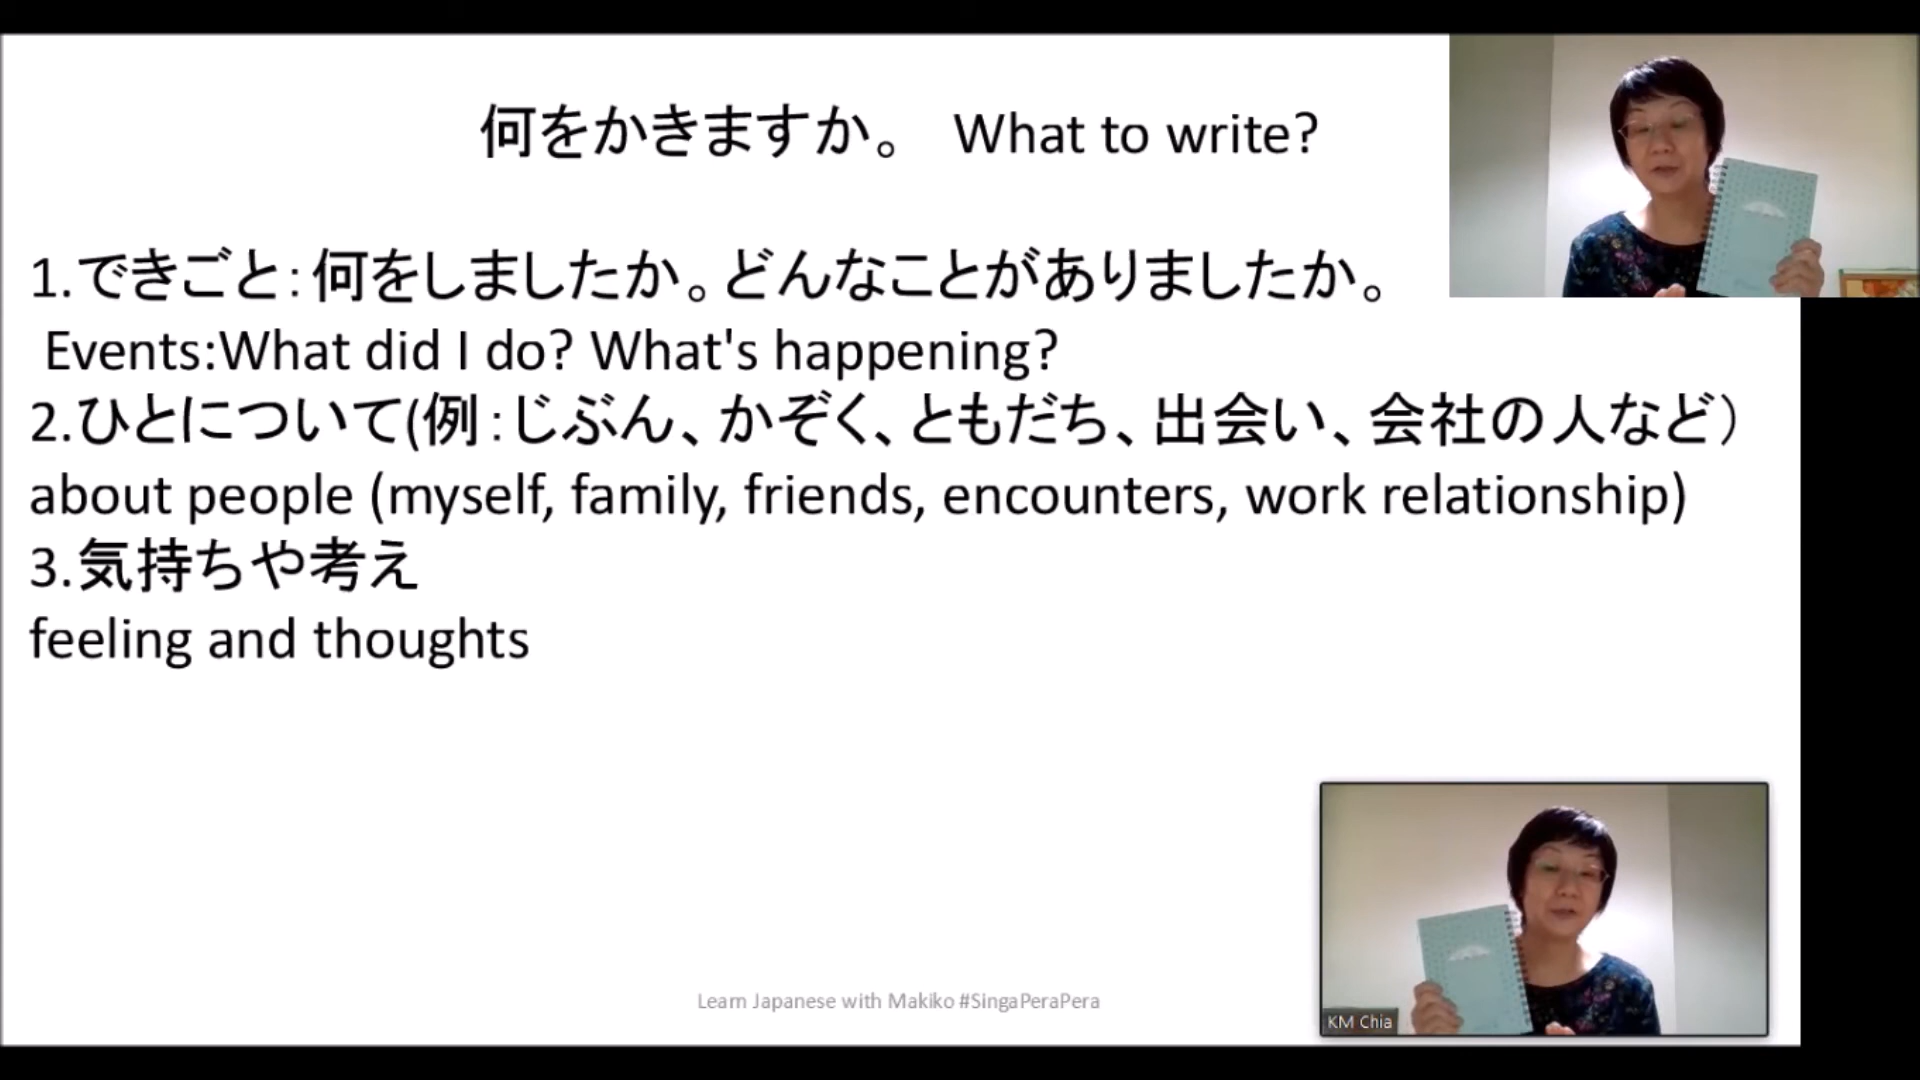 何をかきますか。 What to write?
1.できごと:何をしましたか。どんなことがありましたか。
Events:What did I do? What's happening?
2.ひとについて(例:じぶん、かぞく、ともだち、出会い、会社の人など)
about people (myself, family, friends, encounters, work relationship)
3.気持ちや考え
feeling and thoughts
Learn Japanese with Makiko #SingaPeraPera
KM Chia